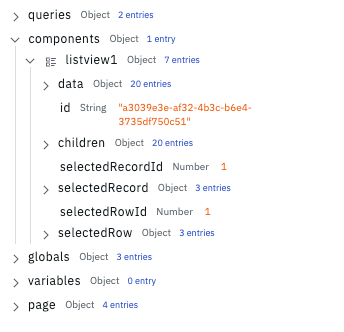 queries Object 2 entries
components Object 1 entry
listview1 Object 7 entries
data Object 20 entries
id String "a3039e3e-af32-4b3c-b6e4-
3735df750c51"
children Object 20 entries
selectedRecordId Number 1
selectedRecord Object 3 entries
selectedRowId Number 1
selectedRow Object 3 entries
globals Object 3 entries
variables Object 0 entry
page Object 4 entries